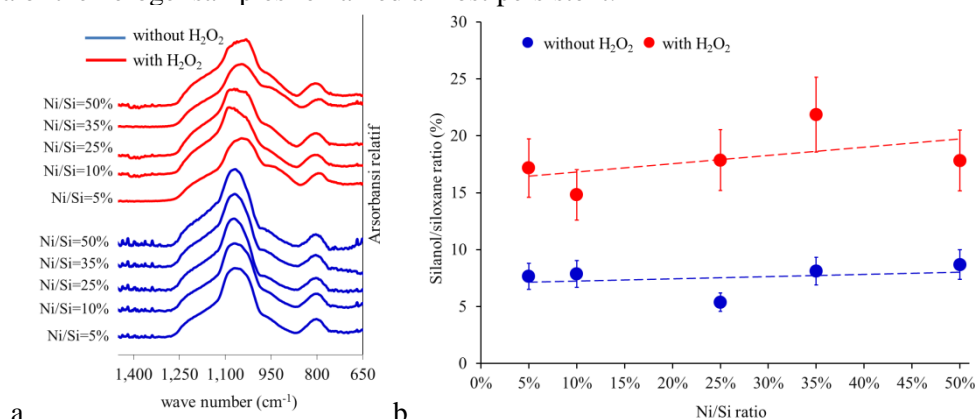 without H₂O₂
with H₂O₂
Ni/Si=50%
Ni/Si=35%
Ni/Si=25%
Ni/Si=10%
Ni/Si=5%
Ni/Si=50%
Ni/Si=35%
Ni/Si=25%
Ni/Si=10%
Ni/Si=5%
1,400 1,250 1,100 950 800 650
wave number (cm⁻¹)
Arsorbansi relatif
a
without H₂O₂ with H₂O₂
Silanol/siloxane ratio (%)
30
25
20
15
10
5
0
0% 5% 10% 15% 20% 25% 30% 35% 40% 45% 50%
Ni/Si ratio
b